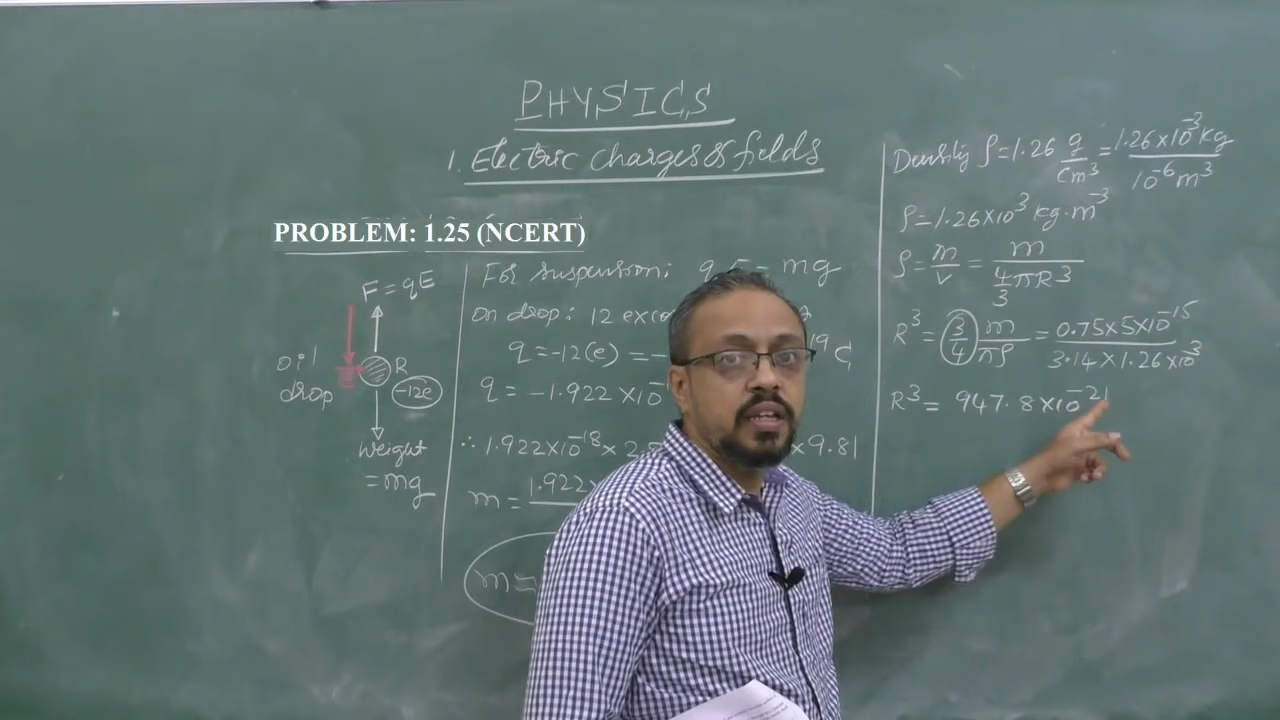 PHYSICS
1. Electric charges & fields
PROBLEM: 1.25 (NCERT)
F = qE
oil
drop
R
-12e
Weight
= mg
For suspension: q E = mg
On drop: 12
q = -12(e) = -
q = -1.922 × 10
∴ 1.922×10⁻¹⁸ × 2. × 9.81
m = 1.922
m ≈
Density ρ = 1.26 g/cm³ = 1.26×10⁻³ kg/10⁻⁶ m³
ρ = 1.26×10³ kg·m⁻³
ρ = m/v = m/(4/3 πR³)
R³ = (3/4) m/πρ = 0.75×5×10⁻¹⁵/3.14×1.26×10³
R³ = 947.8×10⁻²¹